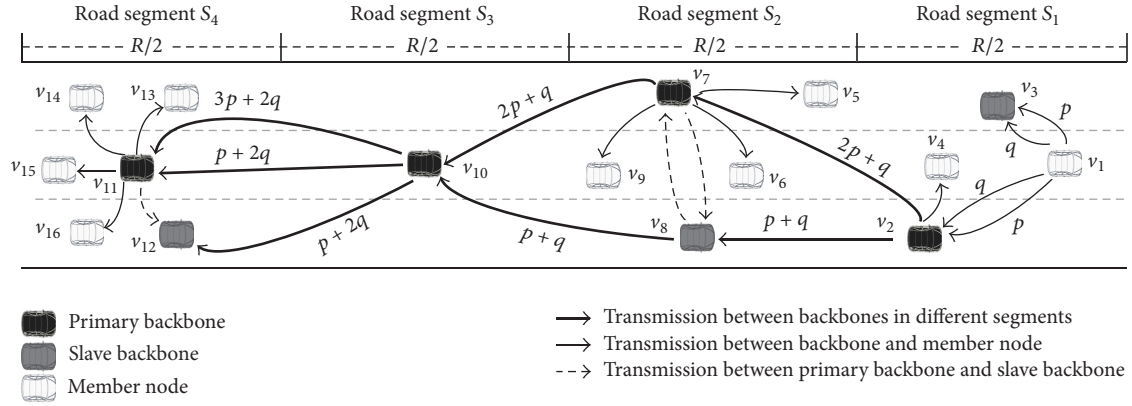 Road segment S4 Road segment S3 Road segment S2 Road segment S1
R/2 R/2 R/2 R/2
v7
v14 v13 v5 v3
3p + 2q 2p + q p
q
v4
v15 p + 2q 2p + q v1
v11 v10 v9 v6 q
v16 v12 p + 2q p + q v8 p + q v2 p
Primary backbone
Slave backbone
Member node
Transmission between backbones in different segments
Transmission between backbone and member node
Transmission between primary backbone and slave backbone